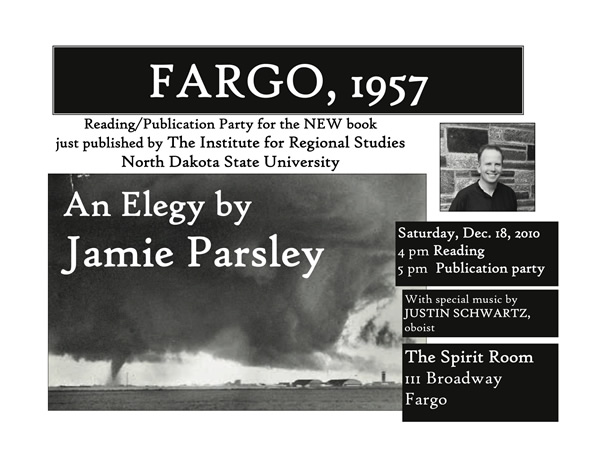 FARGO, 1957
Reading/Publication Party for the NEW book
just published by The Institute for Regional Studies
North Dakota State University
An Elegy by
Jamie Parsley
Saturday, Dec. 18, 2010
4 pm Reading
5 pm Publication party
With special music by
JUSTIN SCHWARTZ,
oboist
The Spirit Room
111 Broadway
Fargo